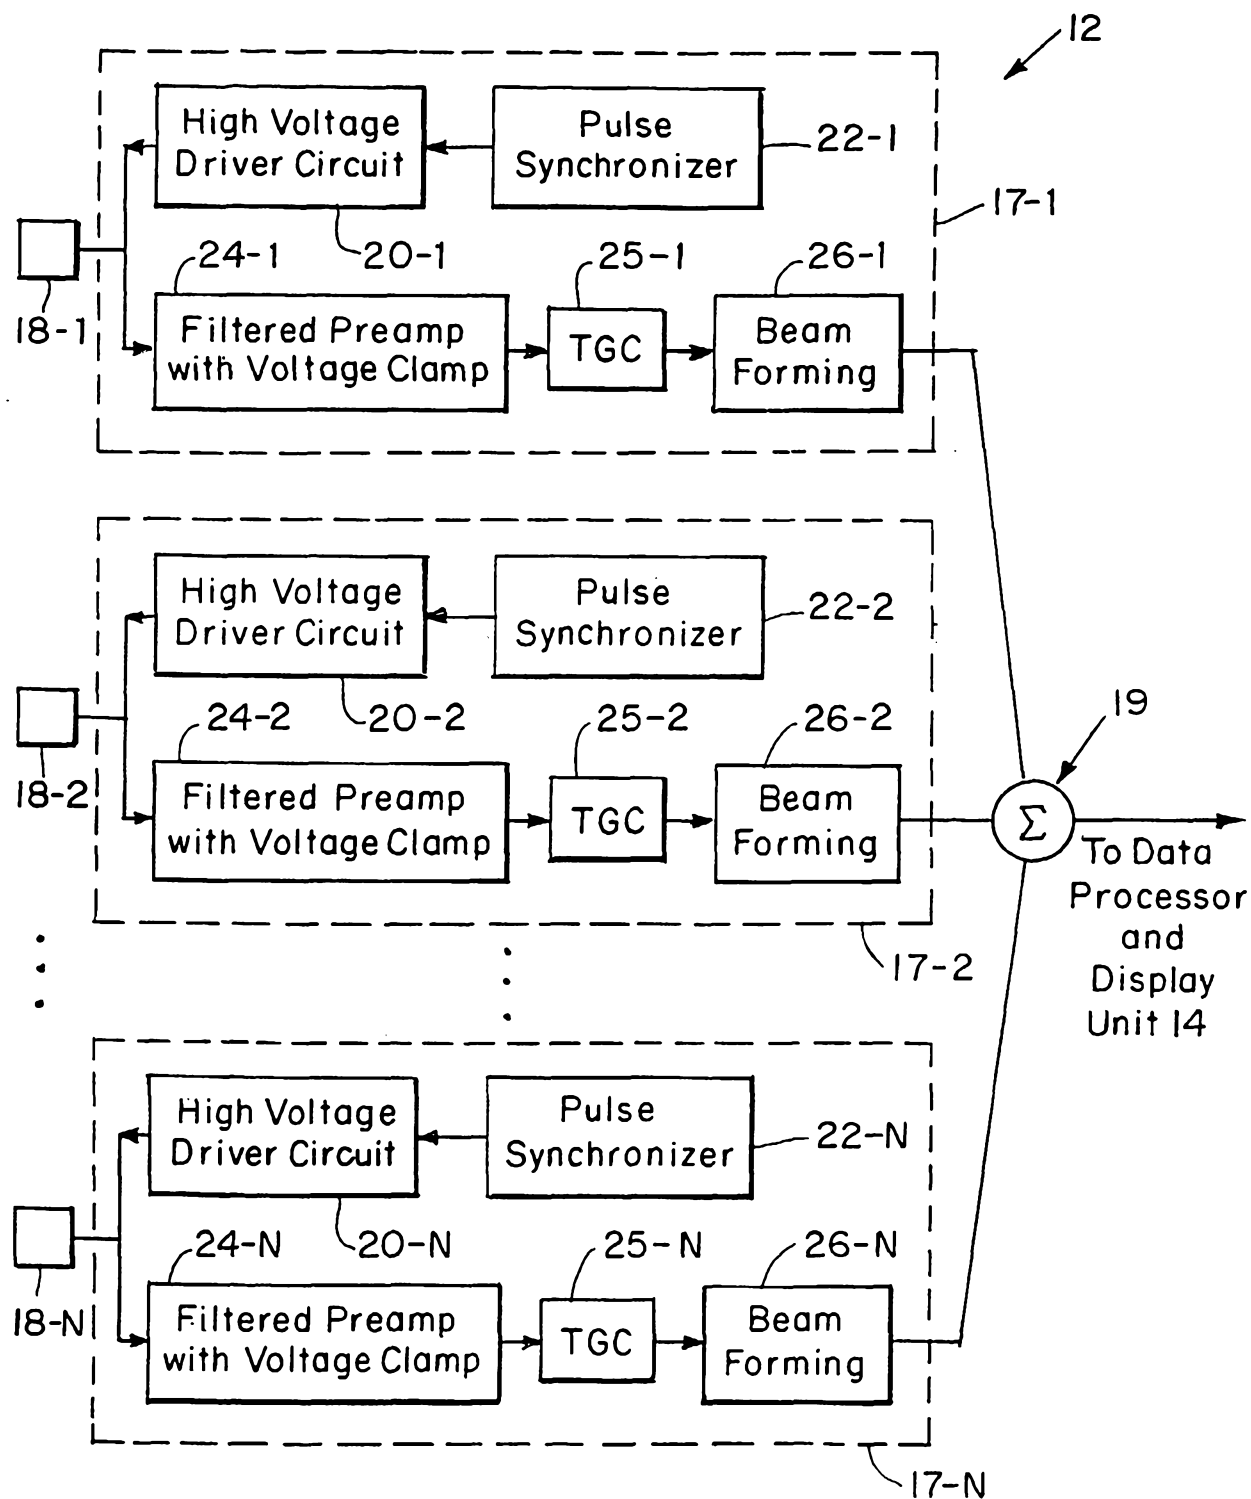 12
High Voltage
Driver Circuit
Pulse
Synchronizer
22-1
17-1
18-1
24-1
20-1
25-1
26-1
Filtered Preamp
with Voltage Clamp
TGC
Beam
Forming
High Voltage
Driver Circuit
Pulse
Synchronizer
22-2
18-2
24-2
20-2
25-2
26-2
19
Filtered Preamp
with Voltage Clamp
TGC
Beam
Forming
Σ
To Data
Processor
and
Display
Unit 14
17-2
High Voltage
Driver Circuit
Pulse
Synchronizer
22-N
18-N
24-N
20-N
25-N
26-N
Filtered Preamp
with Voltage Clamp
TGC
Beam
Forming
17-N